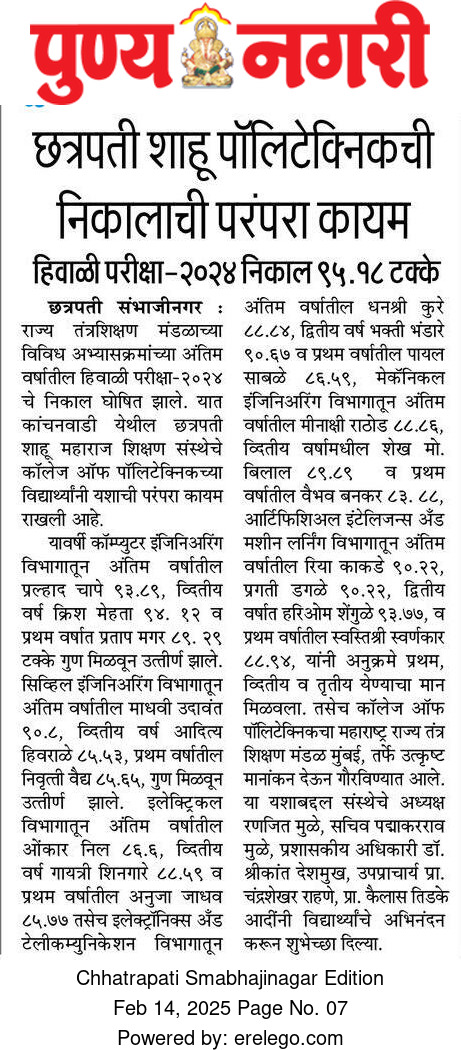 पुण्य नगरी
छत्रपती शाहू पॉलिटेक्निकची
निकालाची परंपरा कायम
हिवाळी परीक्षा-२०२४ निकाल ९५.१८ टक्के
छत्रपती संभाजीनगर :
राज्य तंत्रशिक्षण मंडळाच्या
विविध अभ्यासक्रमांच्या अंतिम
वर्षातील हिवाळी परीक्षा-२०२४
चे निकाल घोषित झाले. यात
कांचनवाडी येथील छत्रपती
शाहू महाराज शिक्षण संस्थेचे
कॉलेज ऑफ पॉलिटेक्निकच्या
विद्यार्थ्यांनी यशाची परंपरा कायम
राखली आहे.
यावर्षी कॉम्प्युटर इंजिनिअरिंग
विभागातून अंतिम वर्षातील
प्रल्हाद चापे ९३.८९, व्दितीय
वर्ष क्रिश मेहता ९४. १२ व
प्रथम वर्षात प्रताप मगर ८९. २९
टक्के गुण मिळवून उत्तीर्ण झाले.
सिव्हिल इंजिनिअरिंग विभागातून
अंतिम वर्षातील माधवी उदावंत
९०.८, व्दितीय वर्ष आदित्य
हिवराळे ८५.५३, प्रथम वर्षातील
निवृत्ती वैद्य ८५.६५, गुण मिळवून
उत्तीर्ण झाले. इलेक्ट्रिकल
विभागातून अंतिम वर्षातील
ओंकार निल ८६.६, व्दितीय
वर्ष गायत्री शिनगारे ८८.५९ व
प्रथम वर्षातील अनुजा जाधव
८५.७७ तसेच इलेक्ट्रॉनिक्स अँड
टेलीकम्युनिकेशन विभागातून
अंतिम वर्षातील धनश्री कुरे
८८.८४, द्वितीय वर्ष भक्ती भंडारे
९०.६७ व प्रथम वर्षातील पायल
साबळे ८६.५९, मेकॅनिकल
इंजिनिअरिंग विभागातून अंतिम
वर्षातील मीनाक्षी राठोड ८८.८६,
व्दितीय वर्षामधील शेख मो.
बिलाल ८९.८९ व प्रथम
वर्षातील वैभव बनकर ८३. ८८,
आर्टिफिशिअल इंटेलिजन्स अँड
मशीन लर्निंग विभागातून अंतिम
वर्षातील रिया काकडे ९०.२२,
प्रगती डगळे ९०.२२, द्वितीय
वर्षात हरिओम शेंगुळे ९३.७७, व
प्रथम वर्षातील स्वस्तिश्री स्वर्णकार
८८.९४, यांनी अनुक्रमे प्रथम,
व्दितीय व तृतीय येण्याचा मान
मिळवला. तसेच कॉलेज ऑफ
पॉलिटेक्निकचा महाराष्ट्र राज्य तंत्र
शिक्षण मंडळ मुंबई, तर्फे उत्कृष्ट
मानांकन देऊन गौरविण्यात आले.
या यशाबद्दल संस्थेचे अध्यक्ष
रणजित मुळे, सचिव पद्माकरराव
मुळे, प्रशासकीय अधिकारी डॉ.
श्रीकांत देशमुख, उपप्राचार्य प्रा.
चंद्रशेखर राहणे, प्रा. कैलास तिडके
आदींनी विद्यार्थ्यांचे अभिनंदन
करून शुभेच्छा दिल्या.
Chhatrapati Smabhajinagar Edition
Feb 14, 2025 Page No. 07
Powered by: erelego.com